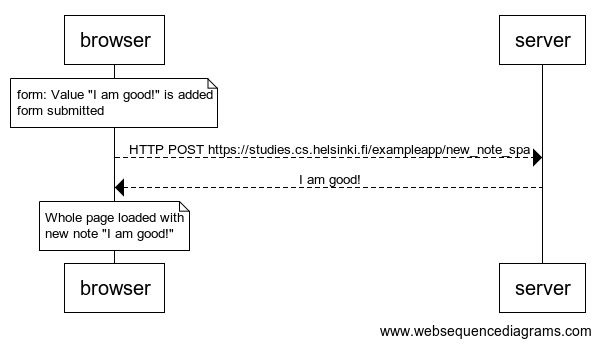 browser
server
form: Value "I am good!" is added
form submitted
HTTP POST https://studies.cs.helsinki.fi/exampleapp/new_note_spa
I am good!
Whole page loaded with
new note "I am good!"
browser
server
www.websequencediagrams.com